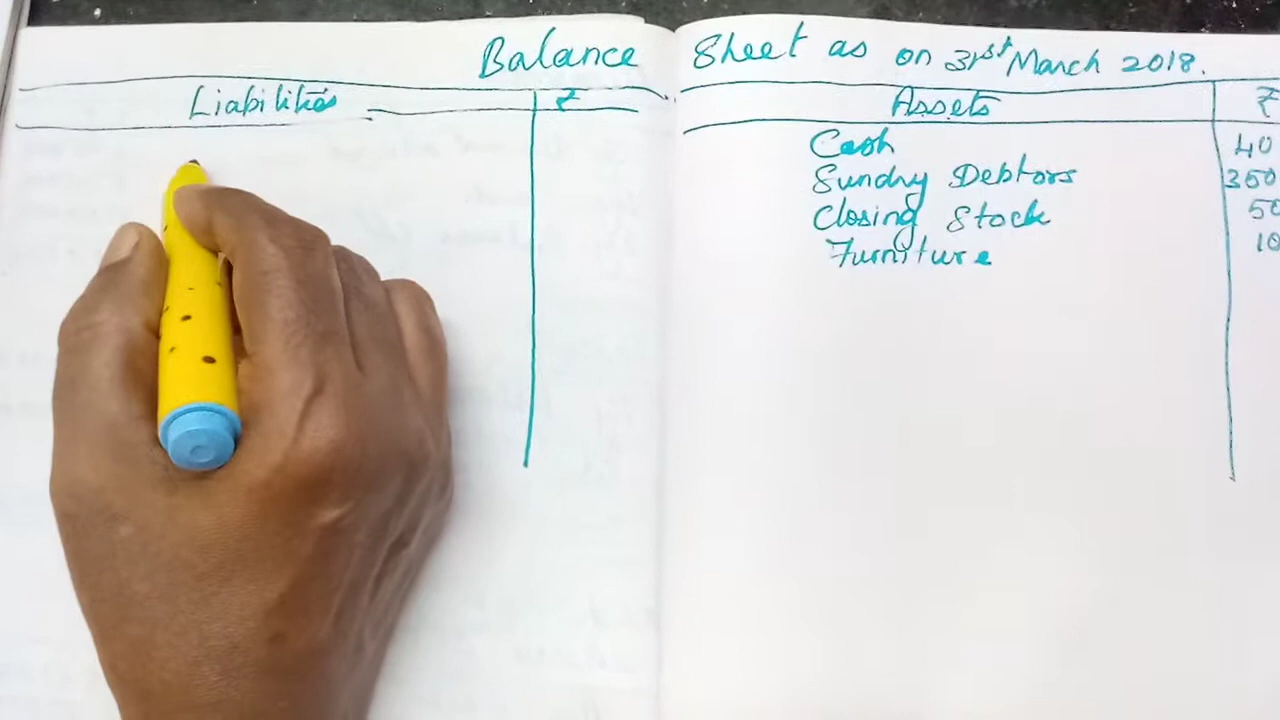 Balance Sheet as on 31st March 2018.
Liabilities ₹ Assets ₹
Cash 40
Sundry Debtors 350
Closing Stock 50
Furniture 10